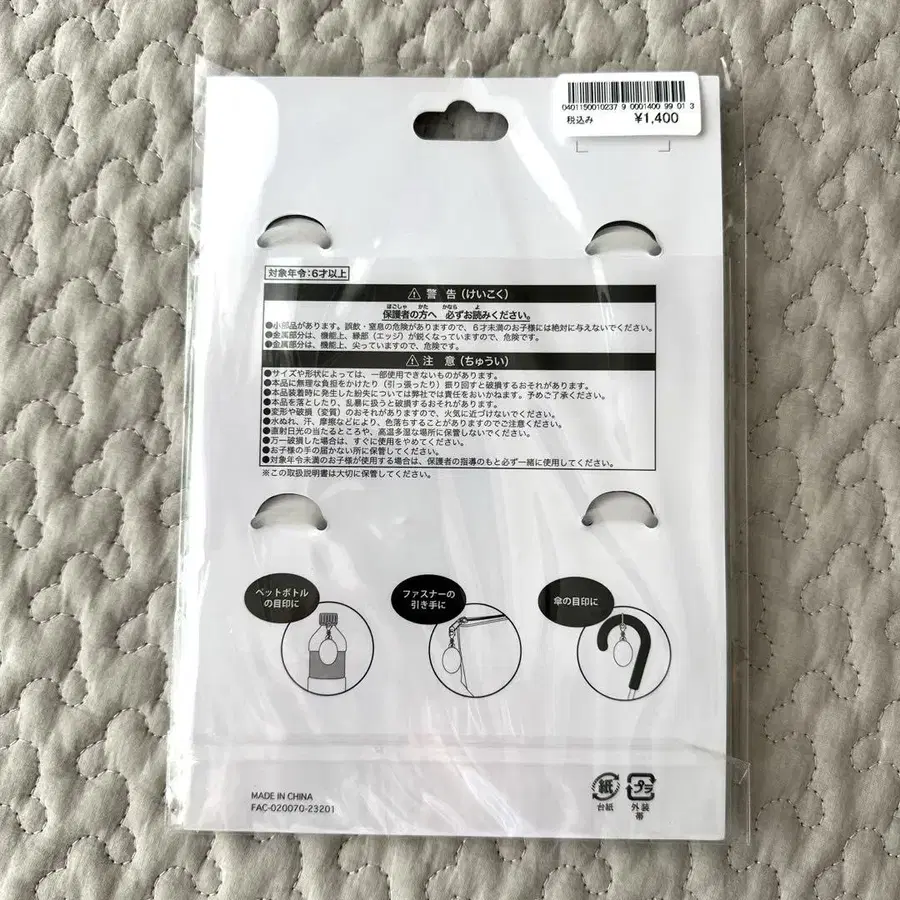 0401150010237 9 0001400 99 01 3
税込み ¥1,400
対象年令:6才以上
⚠ 警 告 (けいこく)
ほごしゃ かた かなら よ
保護者の方へ 必ずお読みください。
●小部品があります。誤飲・窒息の危険がありますので、6才未満のお子様には絶対に与えないでください。
●金属部分は、機能上、縁部(エッジ)が鋭くなっていますので、危険です。
●金属部分は、機能上、尖っていますので、危険です。
⚠ 注 意 (ちゅうい)
●サイズや形状によっては、一部使用できないものがあります。
●本品に無理な負担をかけたり(引っ張ったり)振り回すと破損するおそれがあります。
●本品装着時に発生した紛失については弊社では責任をおいかねます。予めご了承ください。
●本品を落としたり、乱暴に扱うと破損するおそれがあります。
●変形や破損(変質)のおそれがありますので、火気に近づけないでください。
●水ぬれ、汗、摩擦などにより、色落ちすることがありますのでご注意ください。
●直射日光の当たるところや、高温多湿な場所に保管しないでください。
●万一破損した場合は、すぐに使用をやめてください。
●お子様の手の届かない所に保管してください。
●対象年令未満のお子様が使用する場合は、保護者の指導のもと必ず一緒に使用してください。
※この取扱説明書は大切に保管してください。
ペットボトル
の目印に
ファスナーの
引き手に
傘の目印に
MADE IN CHINA
FAC-020070-23201
紙
台紙
プラ
外装
帯